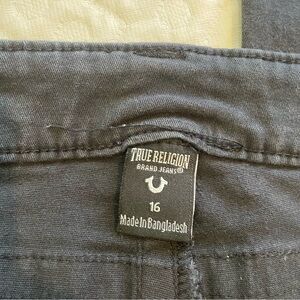 TRUE RELIGION
BRAND JEANS®
16
Made in Bangladesh